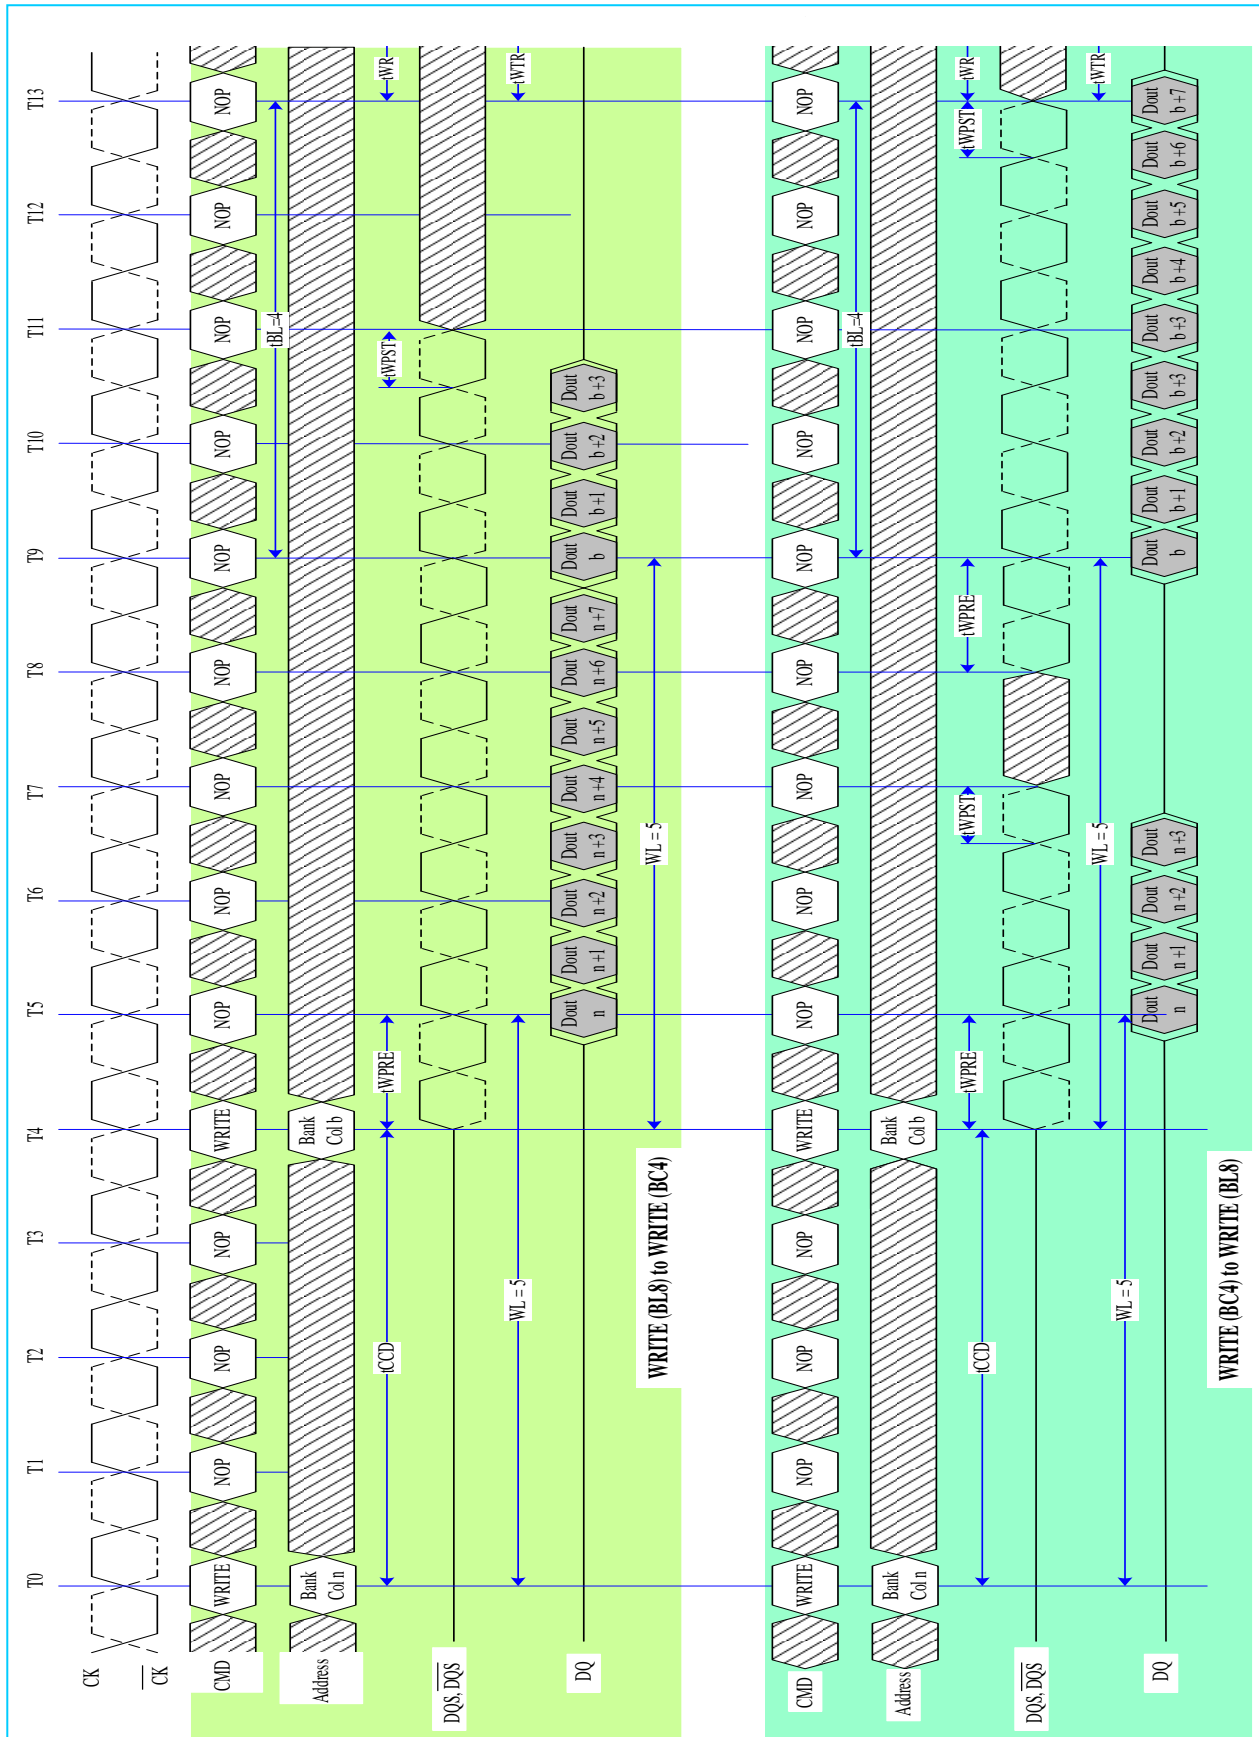 T0 T1 T2 T3 T4 T5 T6 T7 T8 T9 T10 T11 T12 T13
CK
CK
CMD WRITE NOP NOP NOP WRITE NOP NOP NOP NOP NOP NOP NOP NOP NOP
tBL=4
Address Bank Col n Bank Col b
tCCD tWPRE tWPST tWR
DQS, DQS
WL = 5 tWTR
DQ Dout n Dout n+1 Dout n+2 Dout n+3 Dout n+4 Dout n+5 Dout n+6 Dout n+7 Dout b Dout b+1 Dout b+2 Dout b+3
WL = 5
WRITE (BL8) to WRITE (BC4)
CMD WRITE NOP NOP NOP WRITE NOP NOP NOP NOP NOP NOP NOP NOP NOP
tBL=4
Address Bank Col n Bank Col b
tWPRE tWPST tWPRE tWPST tWR
tCCD
DQS, DQS
WL = 5 tWTR
WL = 5
DQ Dout n Dout n+1 Dout n+2 Dout n+3 Dout b Dout b+1 Dout b+2 Dout b+3 Dout b+3 Dout b+4 Dout b+5 Dout b+6 Dout b+7
WRITE (BC4) to WRITE (BL8)